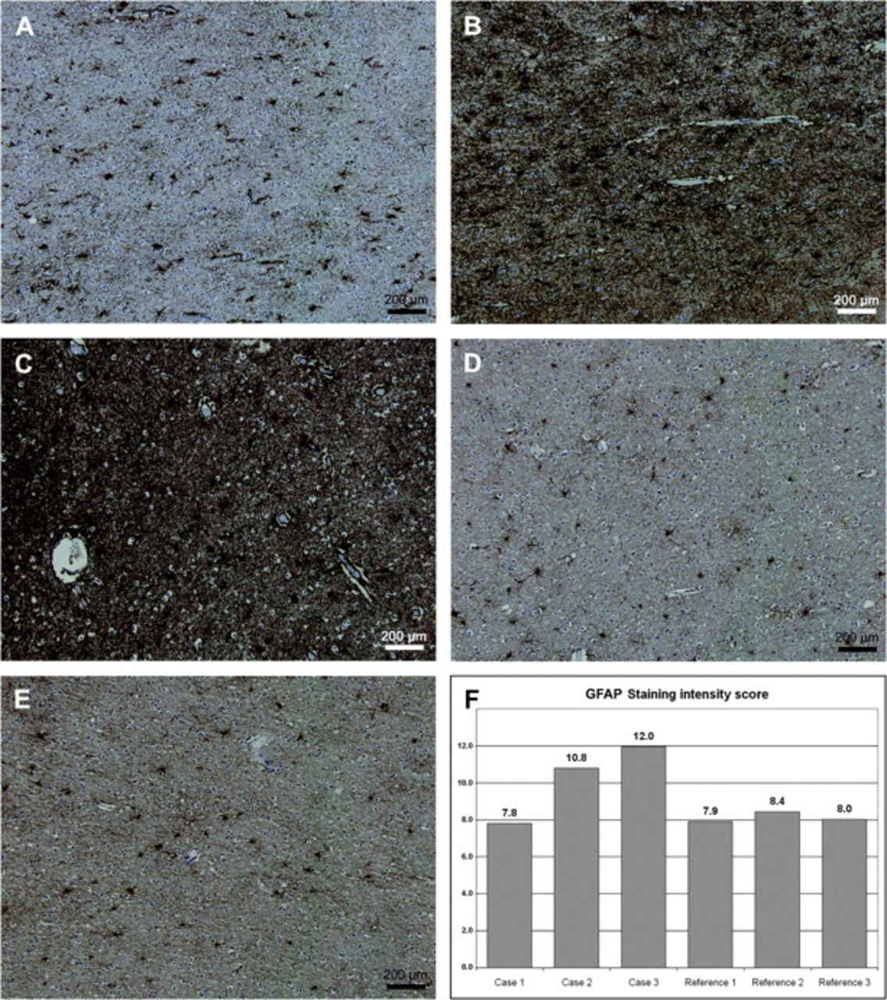 A
B
200 µm
200 µm
C
D
200 µm
200 µm
E
F
GFAP Staining intensity score
12.0
10.8
7.8
7.9
8.4
8.0
12.0
10.0
8.0
6.0
4.0
2.0
0.0
Case 1 Case 2 Case 3 Reference 1 Reference 2 Reference 3
200 µm